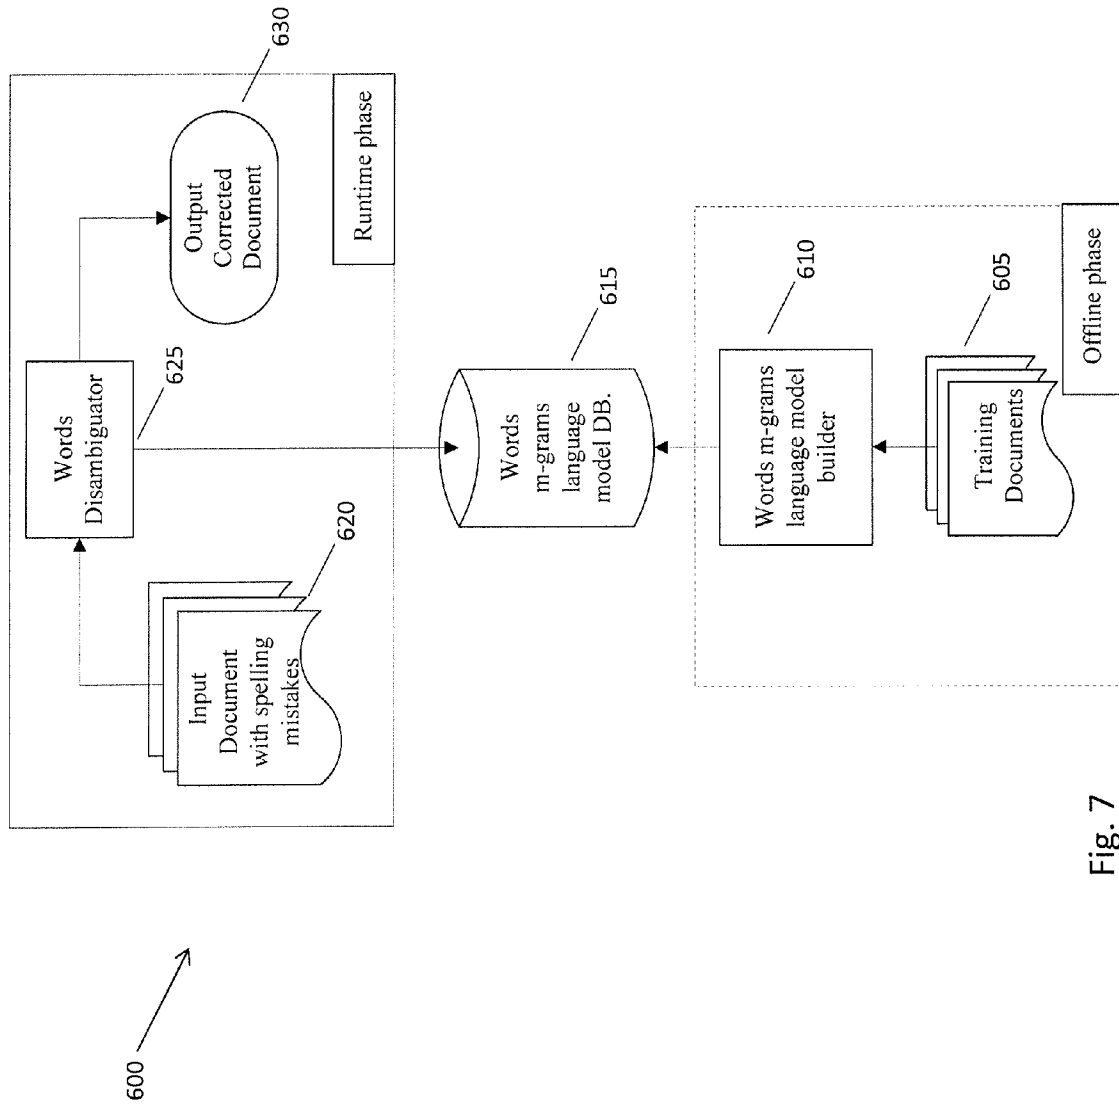 600
Words
Disambiguator
625
Input
Document
with spelling
mistakes
620
Output
Corrected
Document
630
Runtime phase
Words
m-grams
language
model DB.
615
Words m-grams
language model
builder
610
Training
Documents
605
Offline phase
Fig. 7